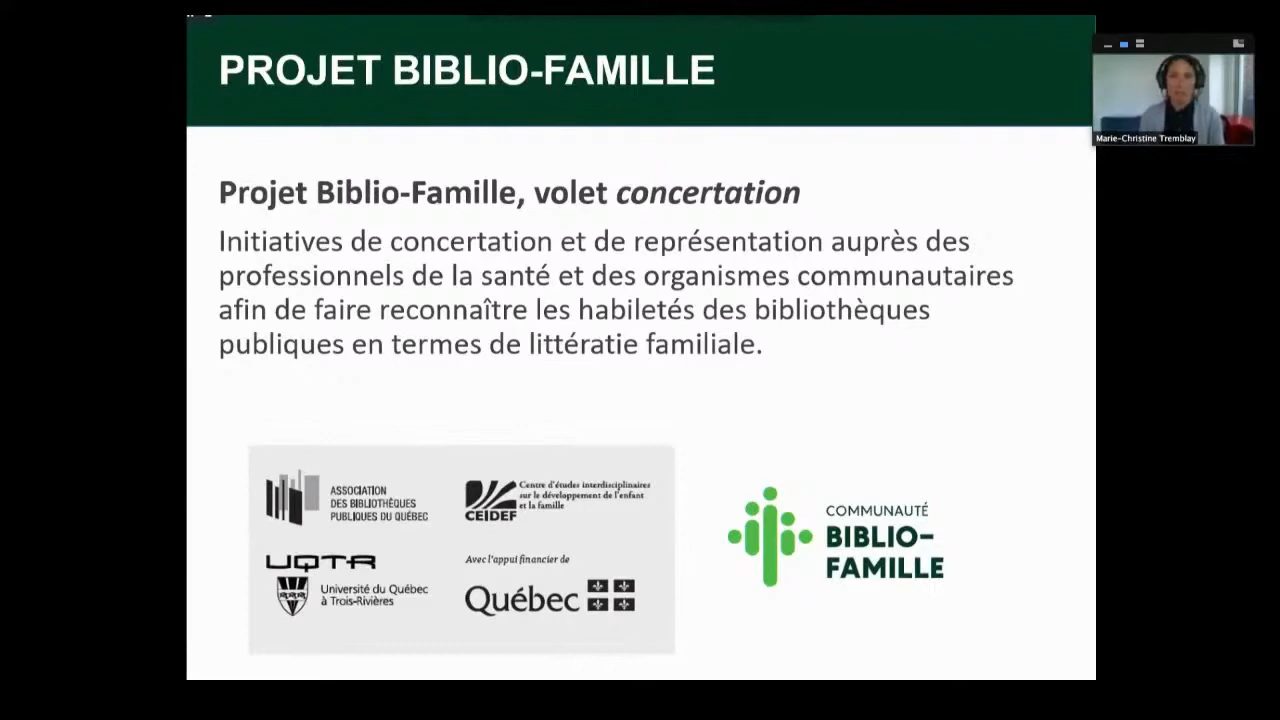 PROJET BIBLIO-FAMILLE
Marie-Christine Tremblay
Projet Biblio-Famille, volet concertation
Initiatives de concertation et de représentation auprès des
professionnels de la santé et des organismes communautaires
afin de faire reconnaître les habiletés des bibliothèques
publiques en termes de littératie familiale.
ASSOCIATION
DES BIBLIOTHÈQUES
PUBLIQUES DU QUÉBEC
Centre d'études interdisciplinaires
sur le développement de l'enfant
et la famille
CEIDEF
UQTR
Université du Québec
à Trois-Rivières
Avec l'appui financier de
Québec
COMMUNAUTÉ
BIBLIO-
FAMILLE